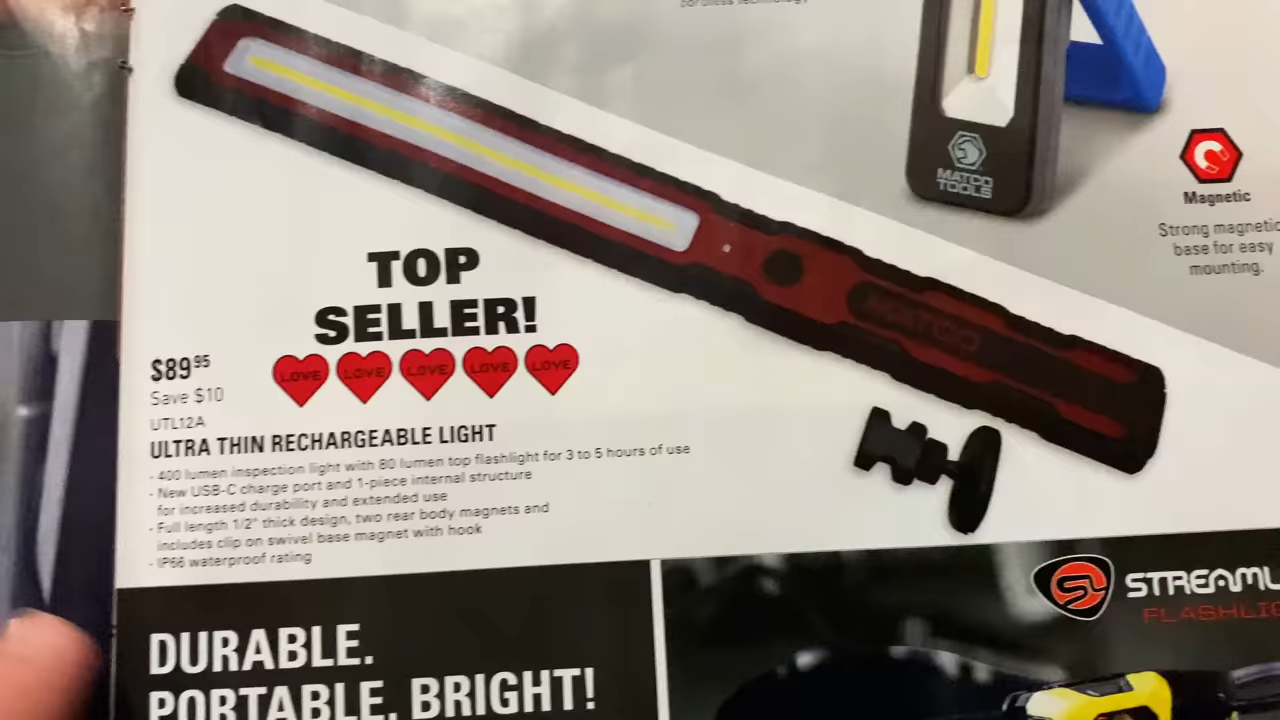 MATCO
TOOLS
Magnetic
Strong magnetic
base for easy
mounting.
TOP
SELLER!
LOVE LOVE LOVE LOVE LOVE
$89⁹⁵
Save $10
UTL12A
ULTRA THIN RECHARGEABLE LIGHT
- 400 lumen inspection light with 80 lumen top flashlight for 3 to 5 hours of use
- New USB-C charge port and 1-piece internal structure
for increased durability and extended use
- Full length 1/2" thick design, two rear body magnets and
includes clip on swivel base magnet with hook
- IP66 waterproof rating
DURABLE.
PORTABLE. BRIGHT!
SL STREAML
FLASHLIG